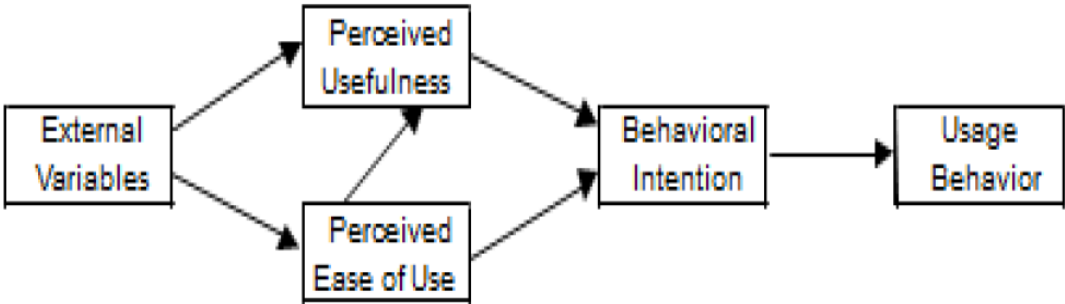 External
Variables
Perceived
Usefulness
Perceived
Ease of Use
Behavioral
Intention
Usage
Behavior